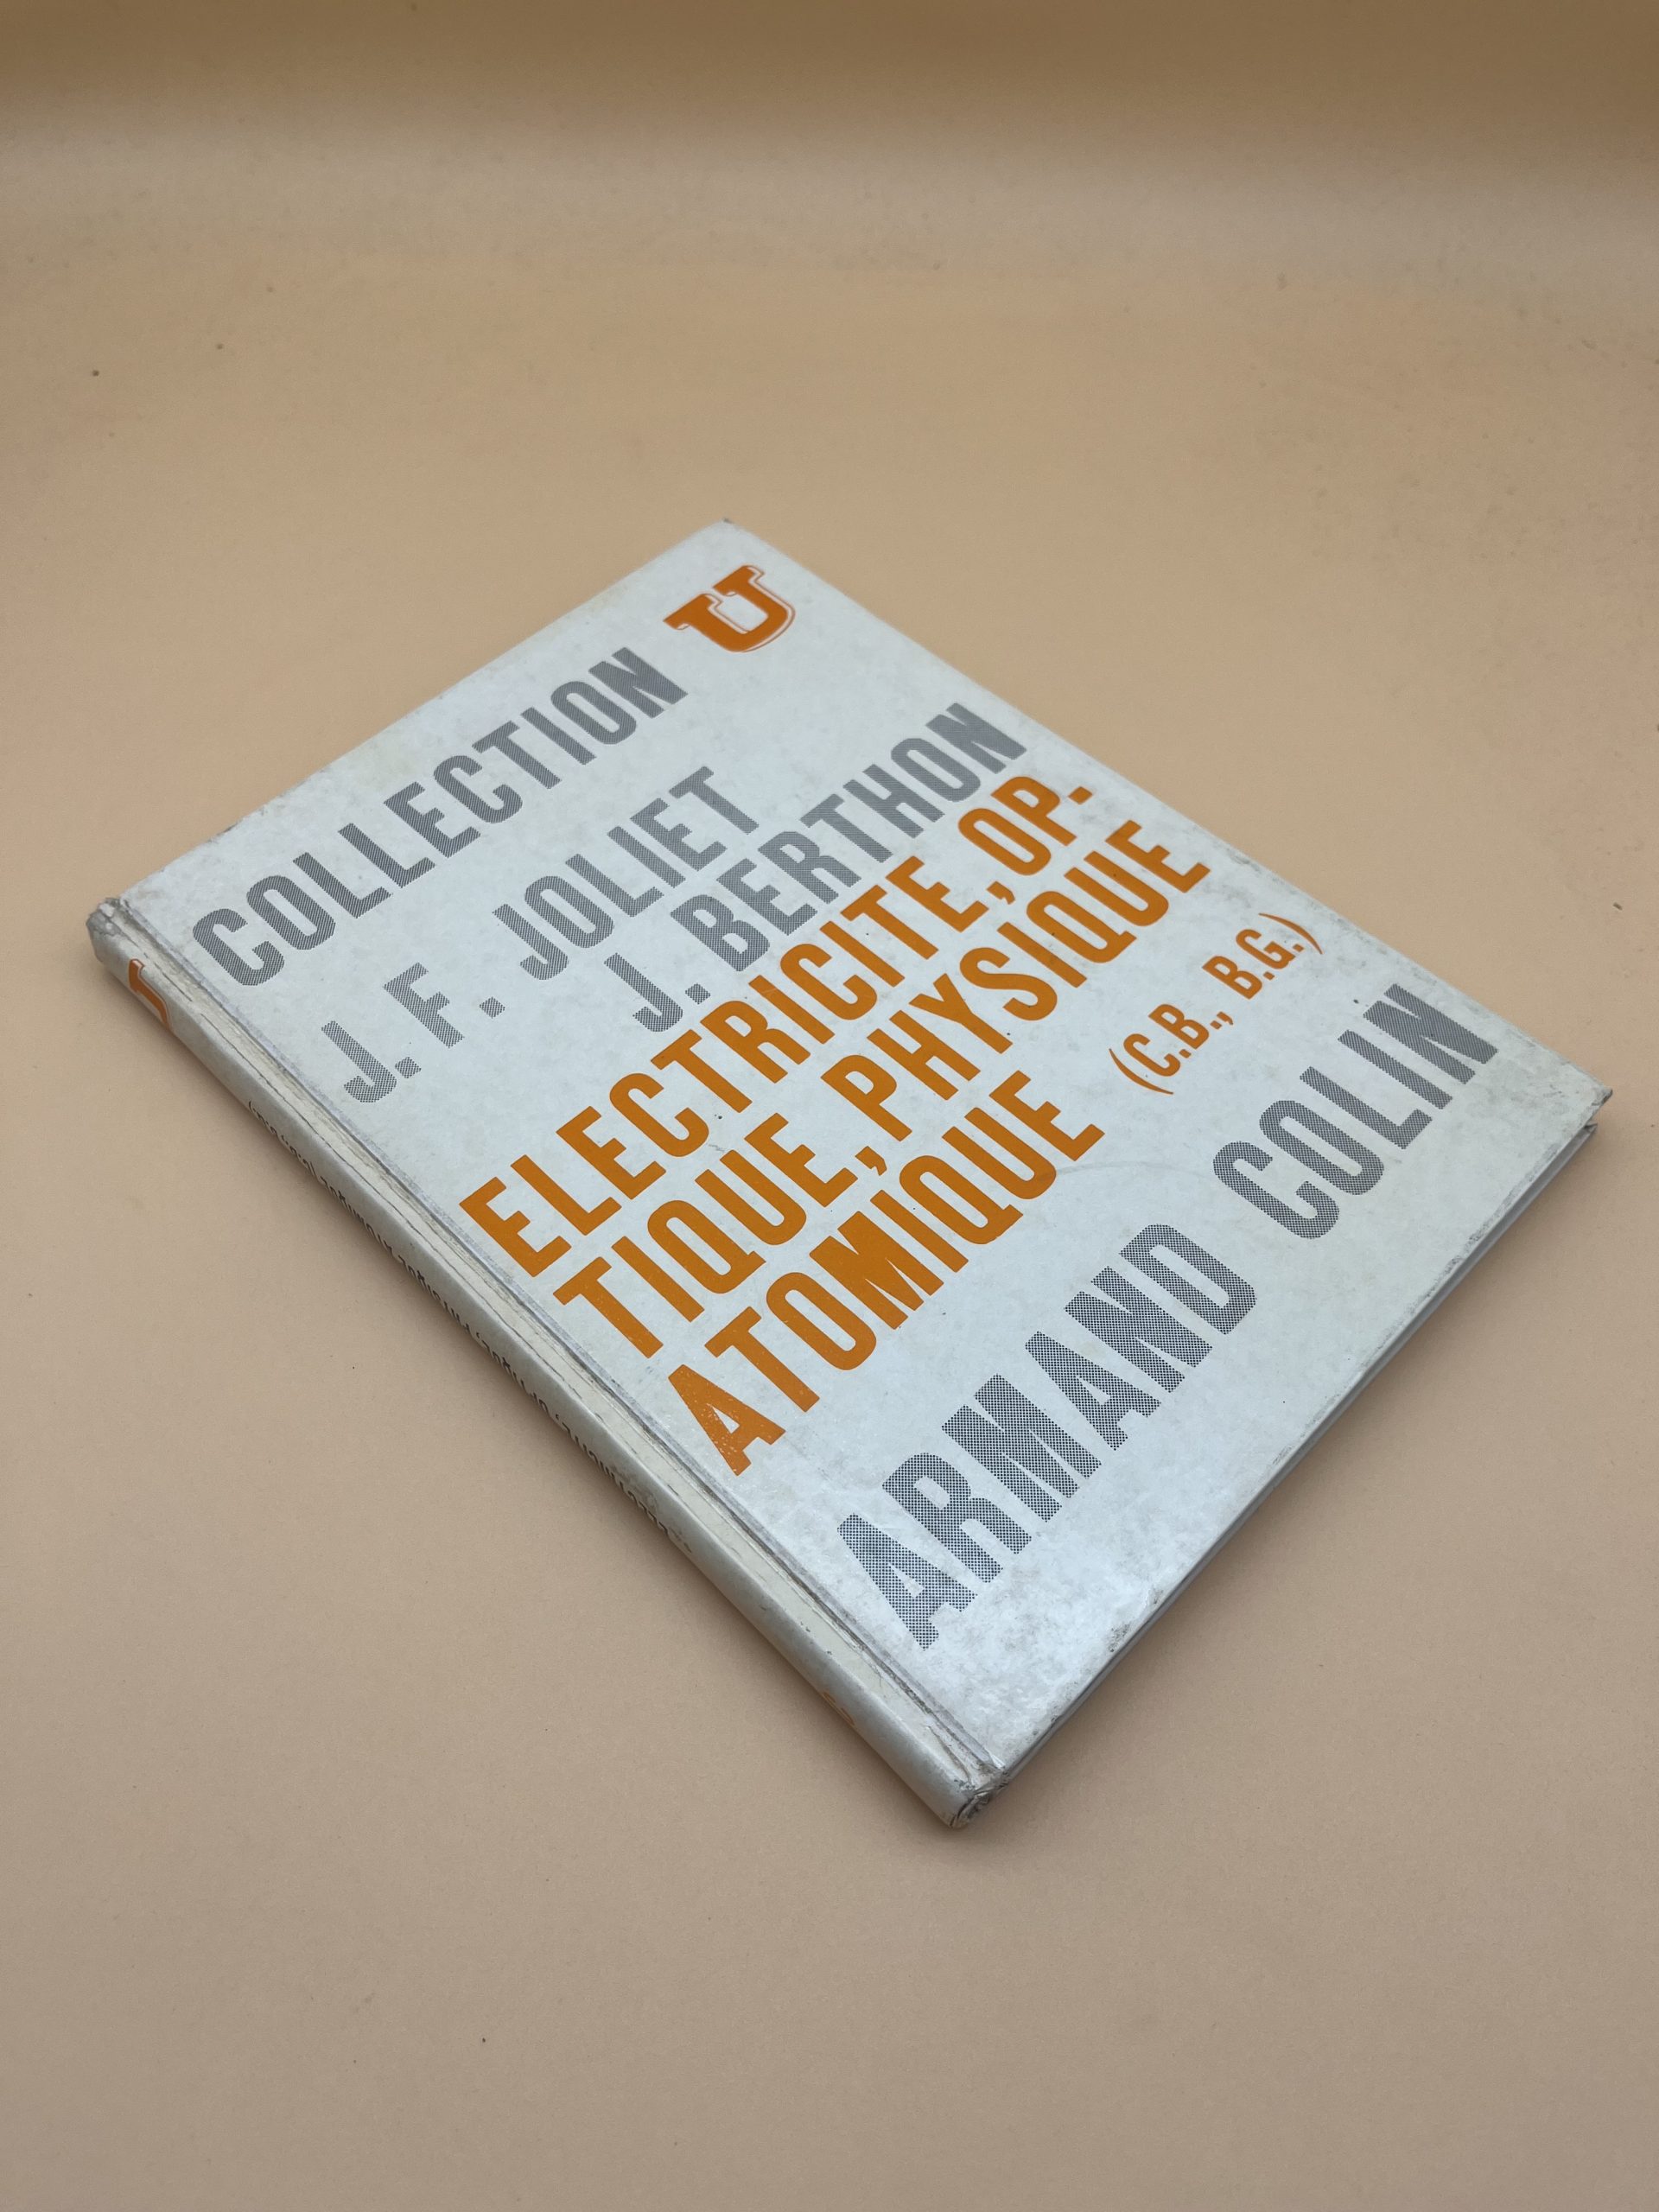 COLLECTION U
J. F. JOLIET
J. BERTHON
ELECTRICITE, OP-
TIQUE, PHYSIQUE
ATOMIQUE (C.B., B.G.)
ARMAND COLIN
U